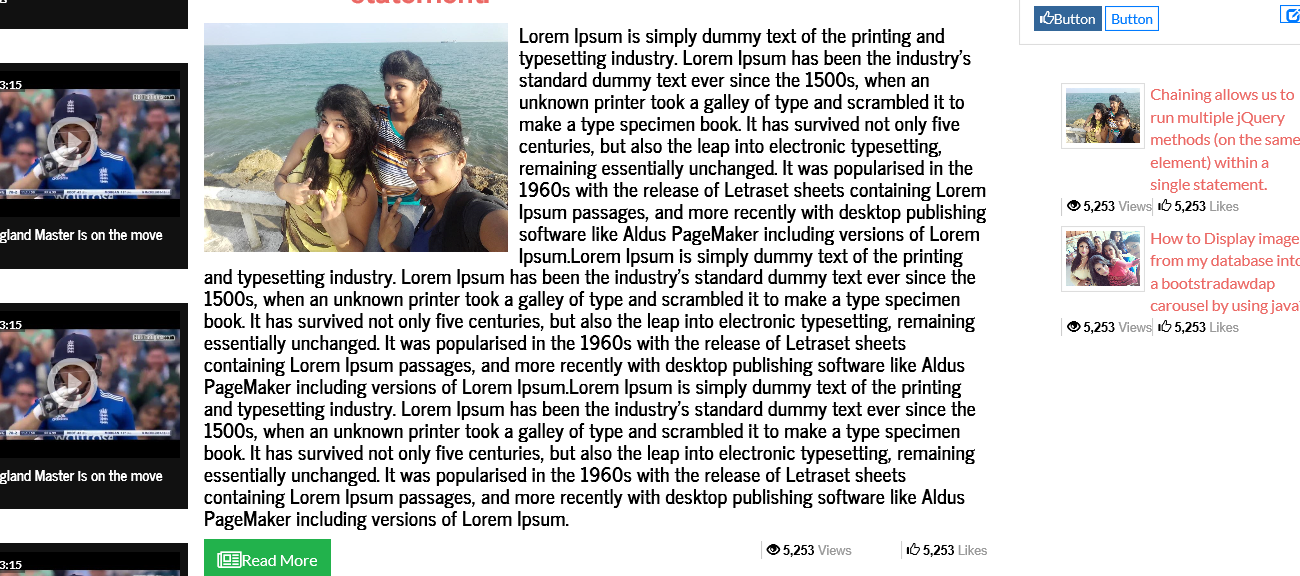 statement.
3:15
gland Master is on the move
3:15
gland Master is on the move
3:15
Lorem Ipsum is simply dummy text of the printing and
typesetting industry. Lorem Ipsum has been the industry's
standard dummy text ever since the 1500s, when an
unknown printer took a galley of type and scrambled it to
make a type specimen book. It has survived not only five
centuries, but also the leap into electronic typesetting,
remaining essentially unchanged. It was popularised in the
1960s with the release of Letraset sheets containing Lorem
Ipsum passages, and more recently with desktop publishing
software like Aldus PageMaker including versions of Lorem
Ipsum.Lorem Ipsum is simply dummy text of the printing
and typesetting industry. Lorem Ipsum has been the industry's standard dummy text ever since the
1500s, when an unknown printer took a galley of type and scrambled it to make a type specimen
book. It has survived not only five centuries, but also the leap into electronic typesetting, remaining
essentially unchanged. It was popularised in the 1960s with the release of Letraset sheets
containing Lorem Ipsum passages, and more recently with desktop publishing software like Aldus
PageMaker including versions of Lorem Ipsum.Lorem Ipsum is simply dummy text of the printing
and typesetting industry. Lorem Ipsum has been the industry's standard dummy text ever since the
1500s, when an unknown printer took a galley of type and scrambled it to make a type specimen
book. It has survived not only five centuries, but also the leap into electronic typesetting, remaining
essentially unchanged. It was popularised in the 1960s with the release of Letraset sheets
containing Lorem Ipsum passages, and more recently with desktop publishing software like Aldus
PageMaker including versions of Lorem Ipsum.
Read More
5,253 Views
5,253 Likes
Button Button
Chaining allows us to
run multiple jQuery
methods (on the same
element) within a
single statement.
5,253 Views 5,253 Likes
How to Display image
from my database into
a bootstradawdap
carousel by using java
5,253 Views 5,253 Likes